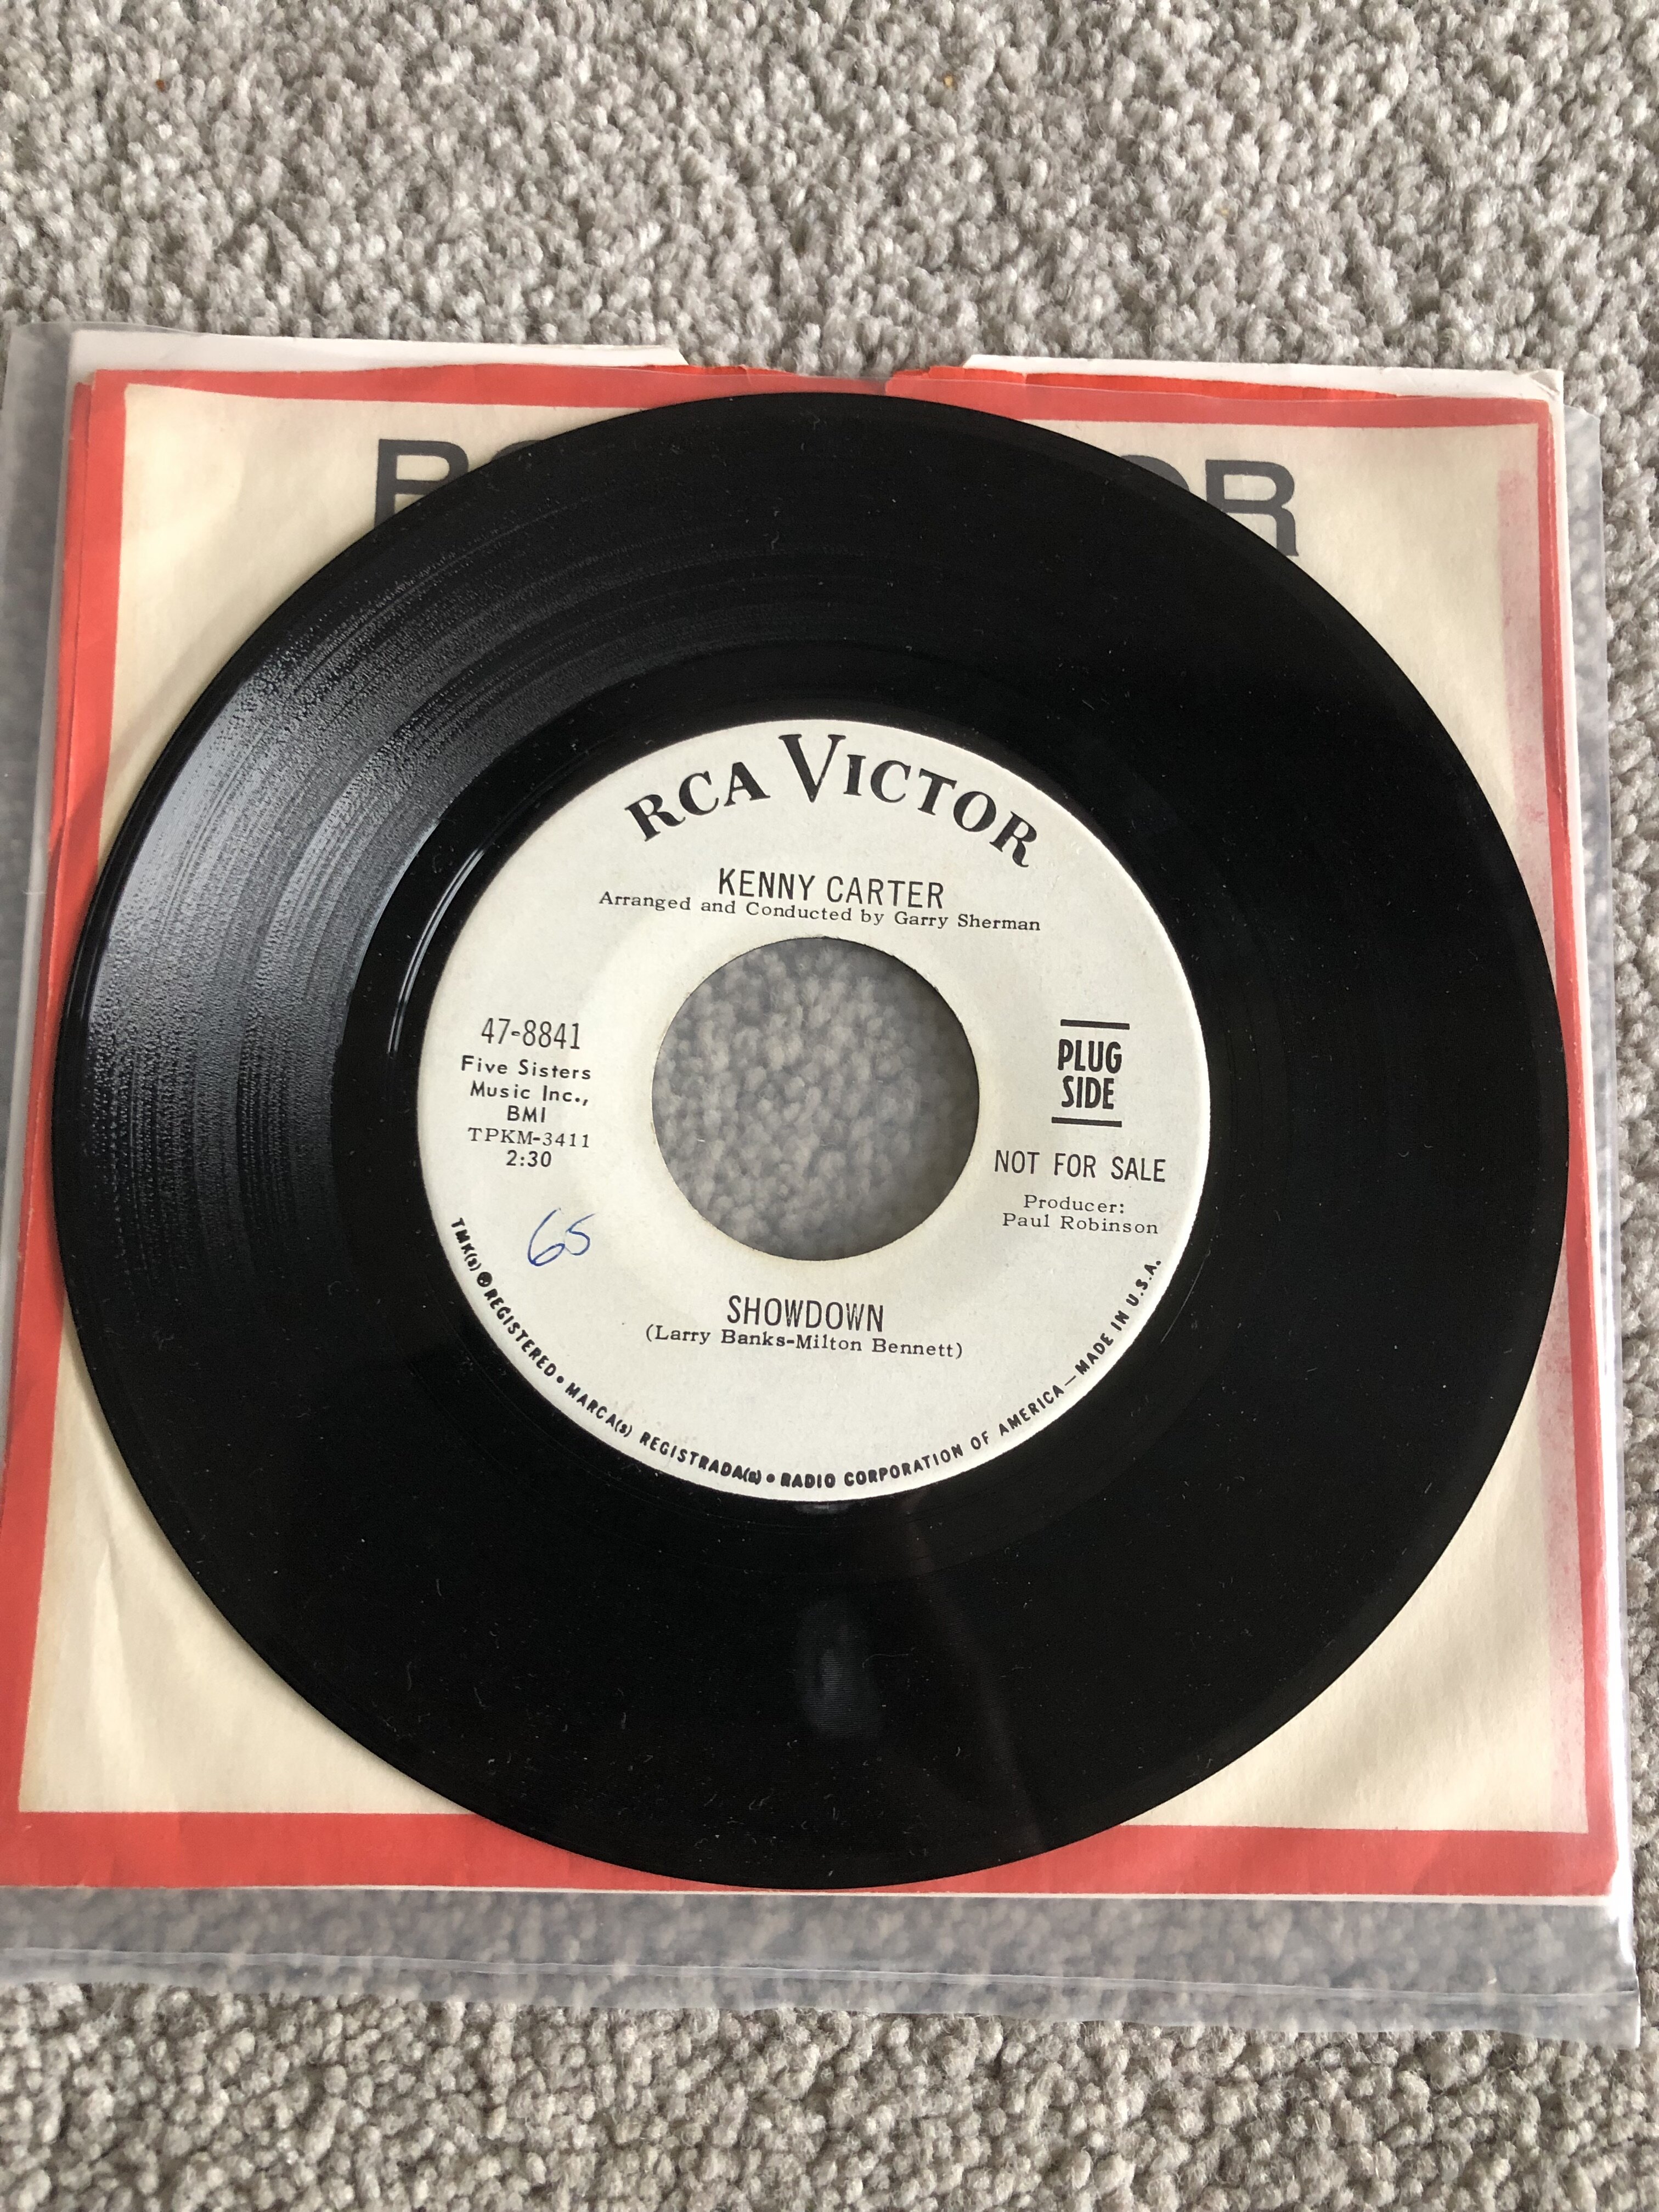 RCA VICTOR
KENNY CARTER
Arranged and Conducted by Garry Sherman
47-8841
Five Sisters
Music Inc.,
BMI
TPKM-3411
2:30
65
PLUG
SIDE
NOT FOR SALE
Producer:
Paul Robinson
SHOWDOWN
(Larry Banks-Milton Bennett)
TMK(s) ® REGISTERED • MARCA(s) REGISTRADA(s) • RADIO CORPORATION OF AMERICA — MADE IN U.S.A.